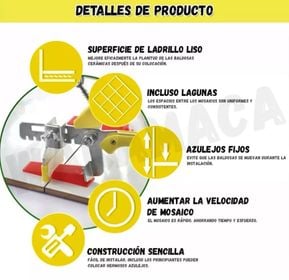 DETALLES DE PRODUCTO
SUPERFICIE DE LADRILLO LISO
MEJORE EFICAZMENTE LA PLANITUD DE LAS BALDOSAS
CERÁMICAS DESPUÉS DE SU COLOCACIÓN.
INCLUSO LAGUNAS
LOS ESPACIOS ENTRE LOS MOSAICOS SON UNIFORMES Y
CONSISTENTES.
AZULEJOS FIJOS
EVITE QUE LAS BALDOSAS SE MUEVAN DURANTE LA
INSTALACIÓN.
AUMENTAR LA VELOCIDAD
DE MOSAICO
EL MOSAICO ES RÁPIDO, AHORRANDO TIEMPO Y ESFUERZO.
CONSTRUCCIÓN SENCILLA
FÁCIL DE INSTALAR, INCLUSO LOS PRINCIPIANTES PUEDEN
COLOCAR HERMOSOS AZULEJOS.